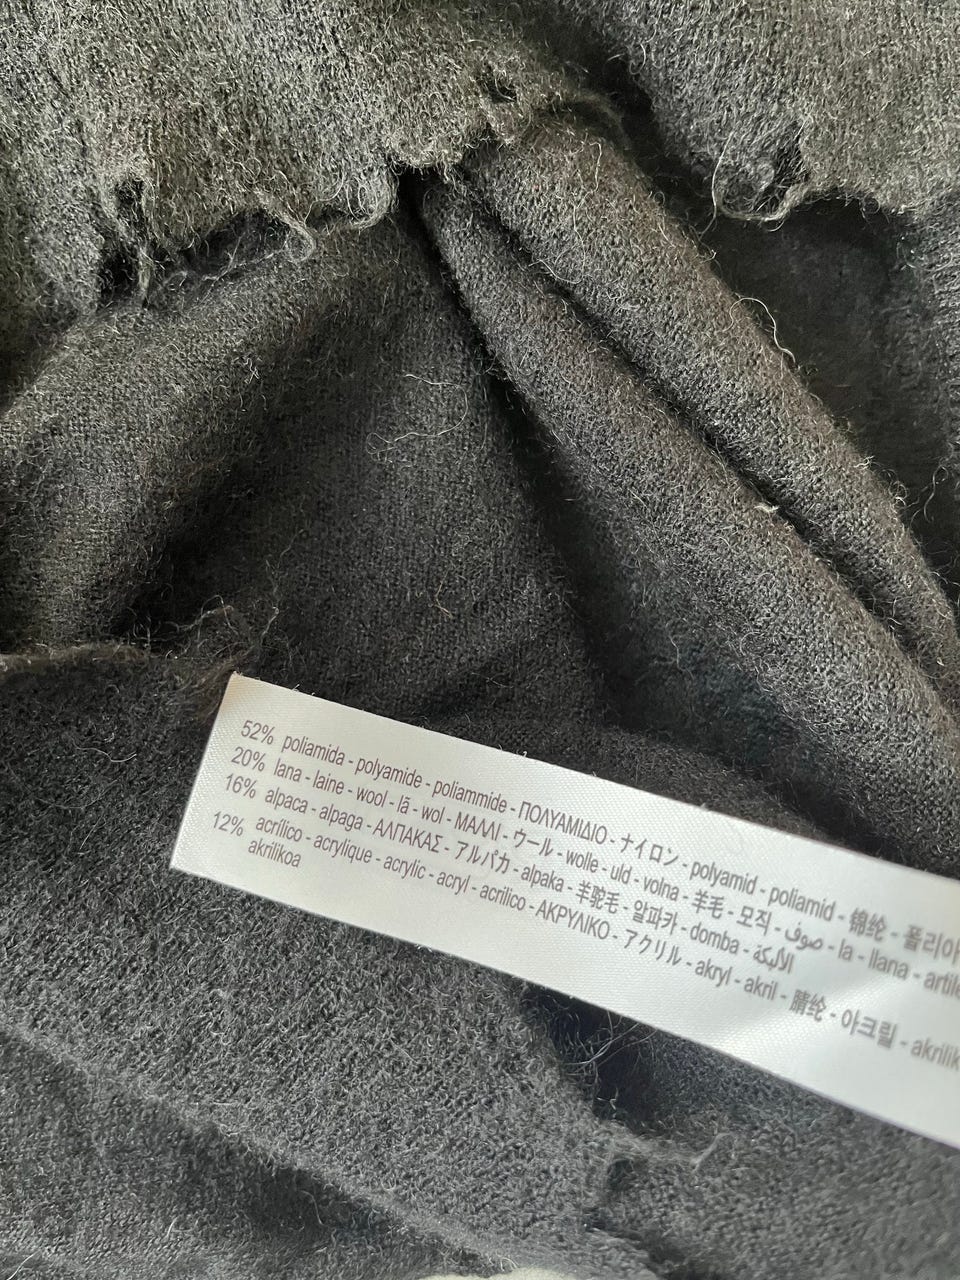 52% poliamida - polyamide - poliammide - ΠΟΛΥΑΜΙΔΙΟ - ナイロン - polyamid - poliamid - 锦纶 - 폴리아
20% lana - laine - wool - lã - wol - ΜΑΛΛΙ - ウール - wolle - uld - volna - 羊毛 - 모직 - صوف - la - llana - artile
16% alpaca - alpaga - ΑΛΠΑΚΑΣ - アルパカ - alpaka - 羊驼毛 - 알파카 - domba - الألبكة
12% acrílico - acrylique - acrylic - acryl - acrilico - ΑΚΡΥΛΙΚΟ - アクリル - akryl - akril - 腈纶 - 아크릴 - akrilik
akrilikoa